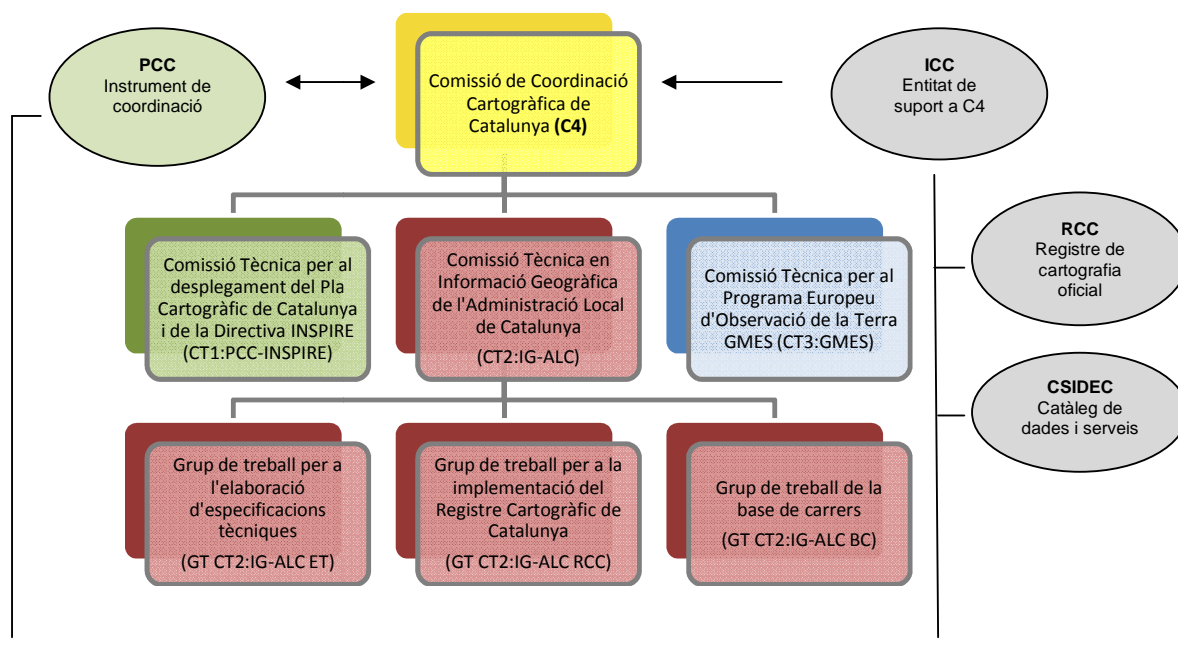 PCC
Instrument de
coordinació
Comissió de Coordinació
Cartogràfica de
Catalunya (C4)
ICC
Entitat de
suport a C4
Comissió Tècnica per al
desplegament del Pla
Cartogràfic de Catalunya
i de la Directiva INSPIRE
(CT1:PCC-INSPIRE)
Comissió Tècnica en
Informació Geogràfica
de l'Administració Local
de Catalunya
(CT2:IG-ALC)
Comissió Tècnica per al
Programa Europeu
d'Observació de la Terra
GMES (CT3:GMES)
RCC
Registre de
cartografia
oficial
CSIDEC
Catàleg de
dades i serveis
Grup de treball per a
l'elaboració
d'especificacions
tècniques
(GT CT2:IG-ALC ET)
Grup de treball per a la
implementació del
Registre Cartogràfic de
Catalunya
(GT CT2:IG-ALC RCC)
Grup de treball de la
base de carrers
(GT CT2:IG-ALC BC)